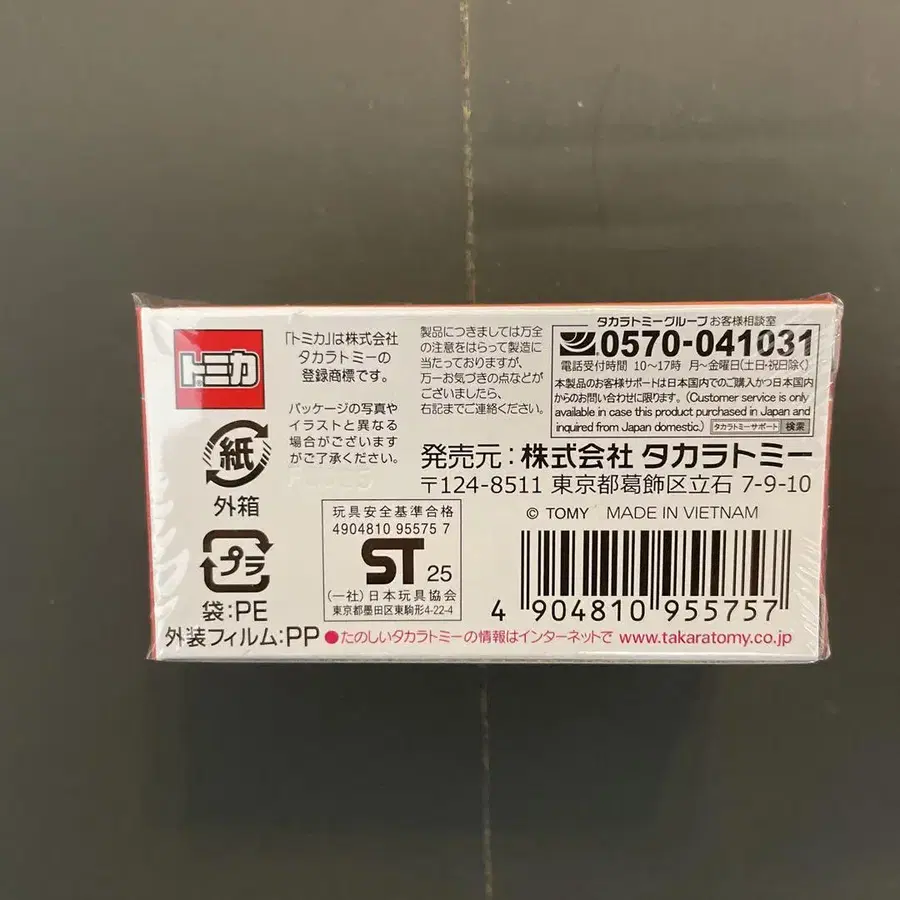 トミカ
紙
外箱
プラ
袋:PE
外装フィルム:PP
「トミカ」は株式会社
タカラトミーの
登録商標です。
パッケージの写真や
イラストと異なる
場合がございますが
ご了承ください。
製品につきましては万全
の注意をはらって製造に
当たっておりますが、
万一お気づきの点などが
ございましたら、
右記までご連絡ください。
タカラトミーグループ お客様相談室
0570-041031
電話受付時間 10〜17時 月〜金曜日(土日・祝日除く)
本製品のお客様サポートは日本国内でのご購入かつ日本国内
からのお問い合わせに限ります。(Customer service is only
available in case this product purchased in Japan and
inquired from Japan domestic.) タカラトミーサポート 検索
発売元:株式会社 タカラトミー
〒124-8511 東京都葛飾区立石 7-9-10
© TOMY MADE IN VIETNAM
玩具安全基準合格
4904810 95575 7
ST 25
(一社)日本玩具協会
東京都墨田区東駒形4-22-4
4 904810 955757
●たのしいタカラトミーの情報はインターネットで www.takaratomy.co.jp